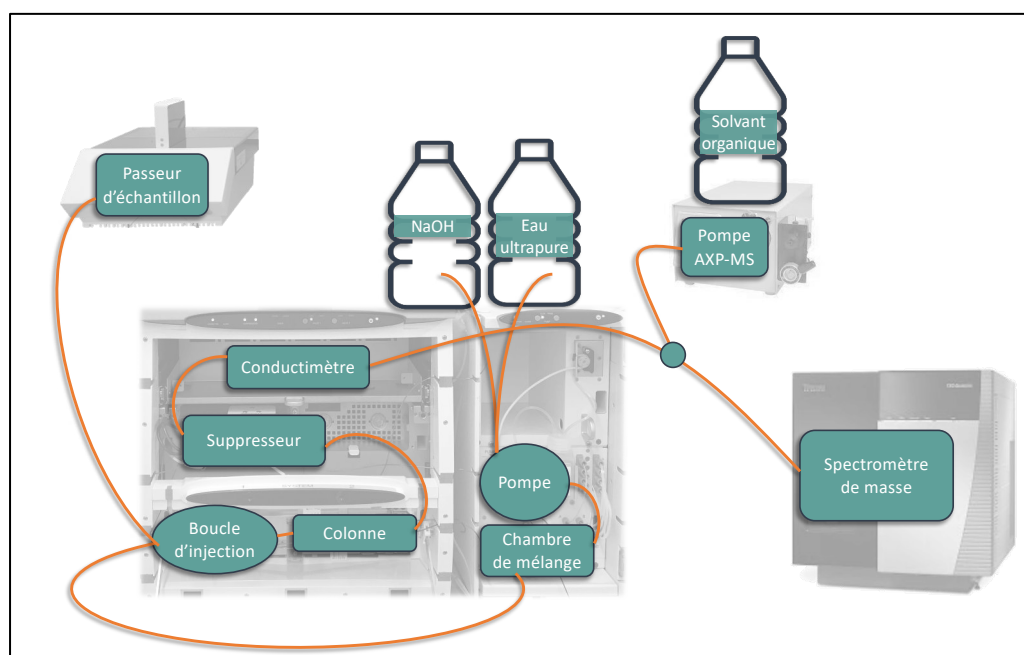 Solvant
organique
Passeur
d'échantillon
NaOH
Eau
ultrapure
Pompe
AXP-MS
Conductimètre
Suppresseur
Spectromètre
de masse
Pompe
Boucle
d'injection
Colonne
Chambre
de mélange